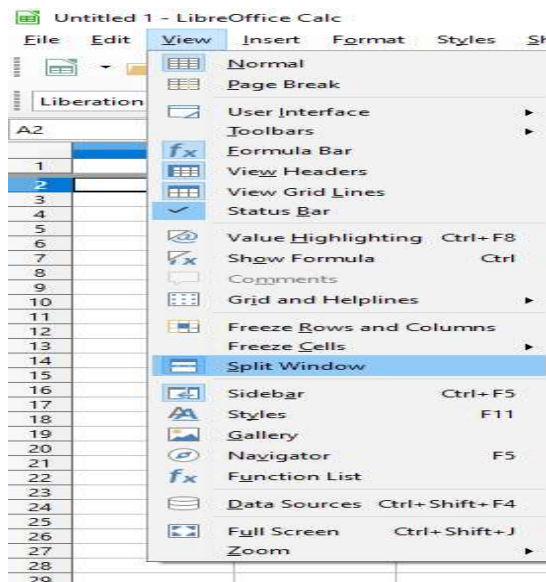 Untitled 1 - LibreOffice Calc
File Edit View Insert Format Styles Sh
Liberation
A2
Normal
Page Break
User Interface
Toolbars
Formula Bar
View Headers
View Grid Lines
Status Bar
Value Highlighting Ctrl+F8
Show Formula Ctrl
Comments
Grid and Helplines
Freeze Rows and Columns
Freeze Cells
Split Window
Sidebar Ctrl+F5
Styles F11
Gallery
Navigator F5
Function List
Data Sources Ctrl+Shift+F4
Full Screen Ctrl+Shift+J
Zoom
1
2
3
4
5
6
7
8
9
10
11
12
13
14
15
16
17
18
19
20
21
22
23
24
25
26
27
28
29